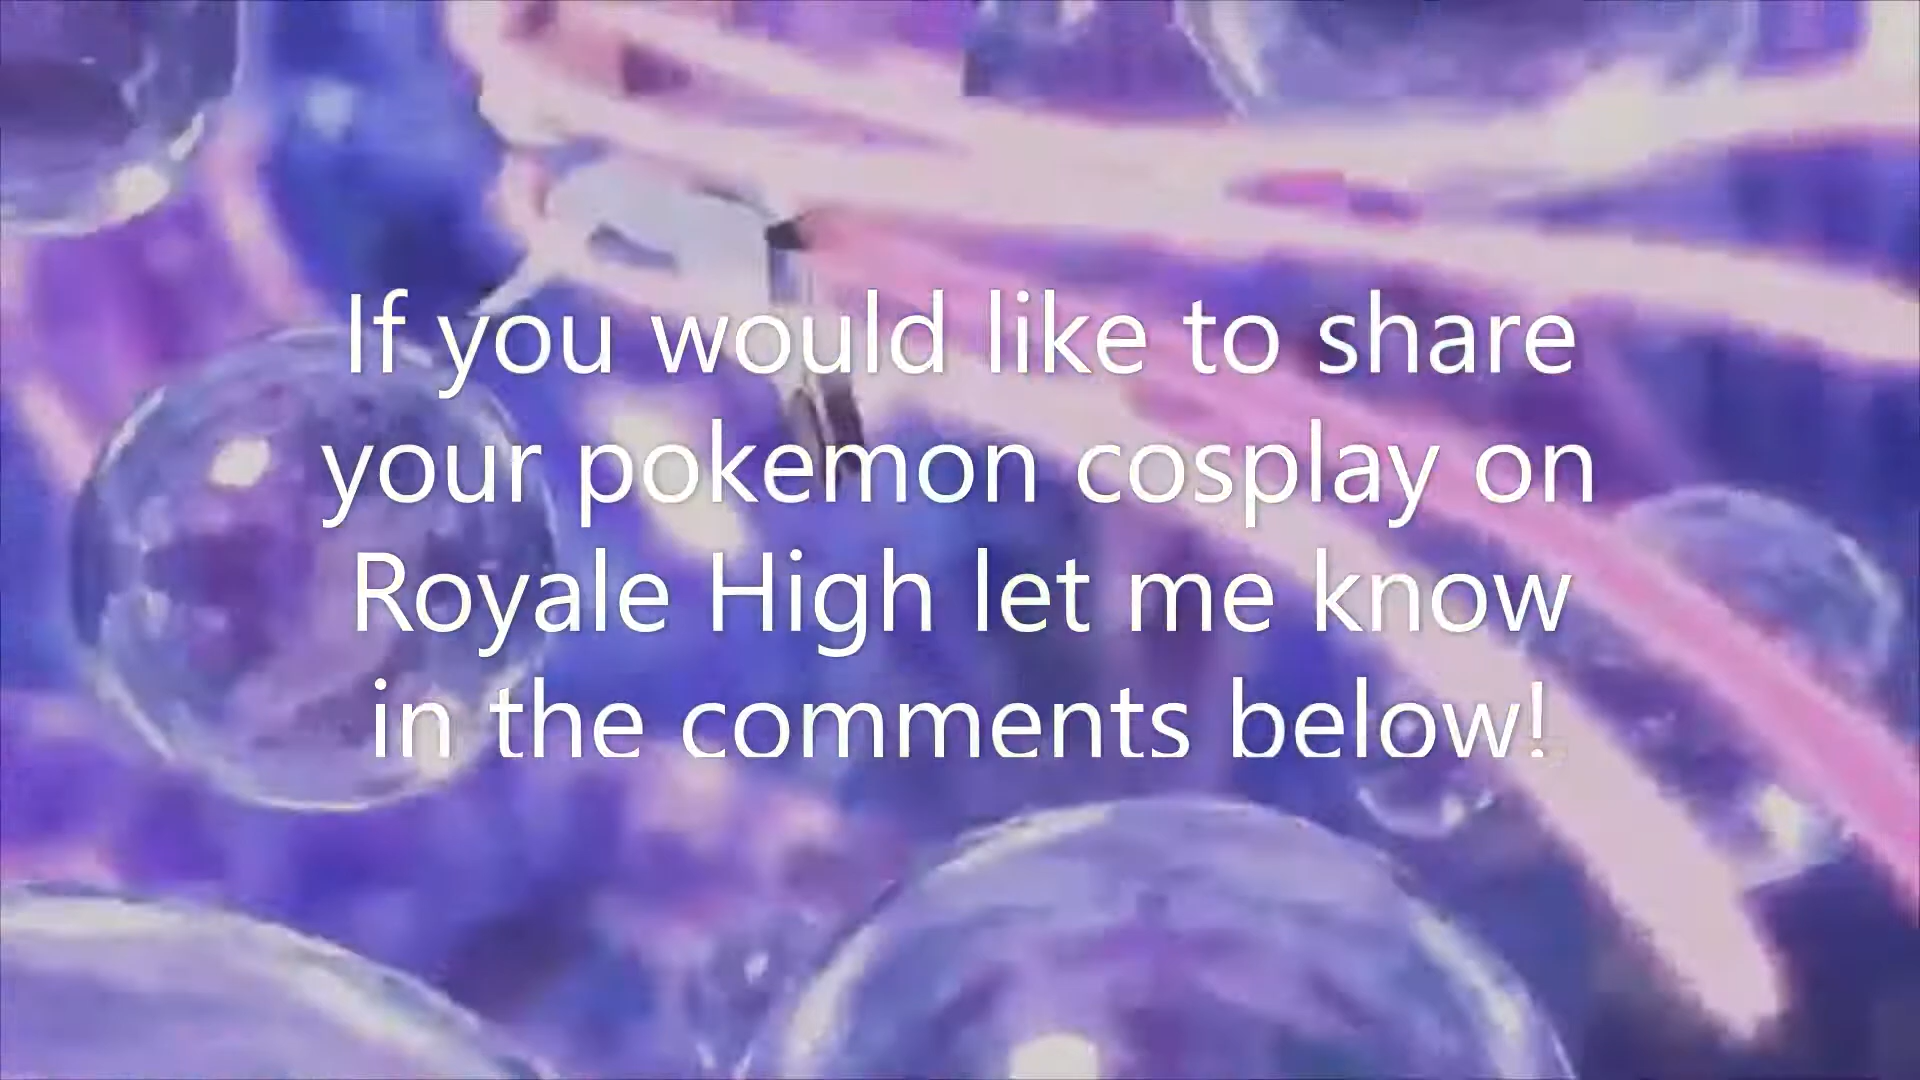 If you would like to share
your pokemon cosplay on
Royale High let me know
in the comments below!